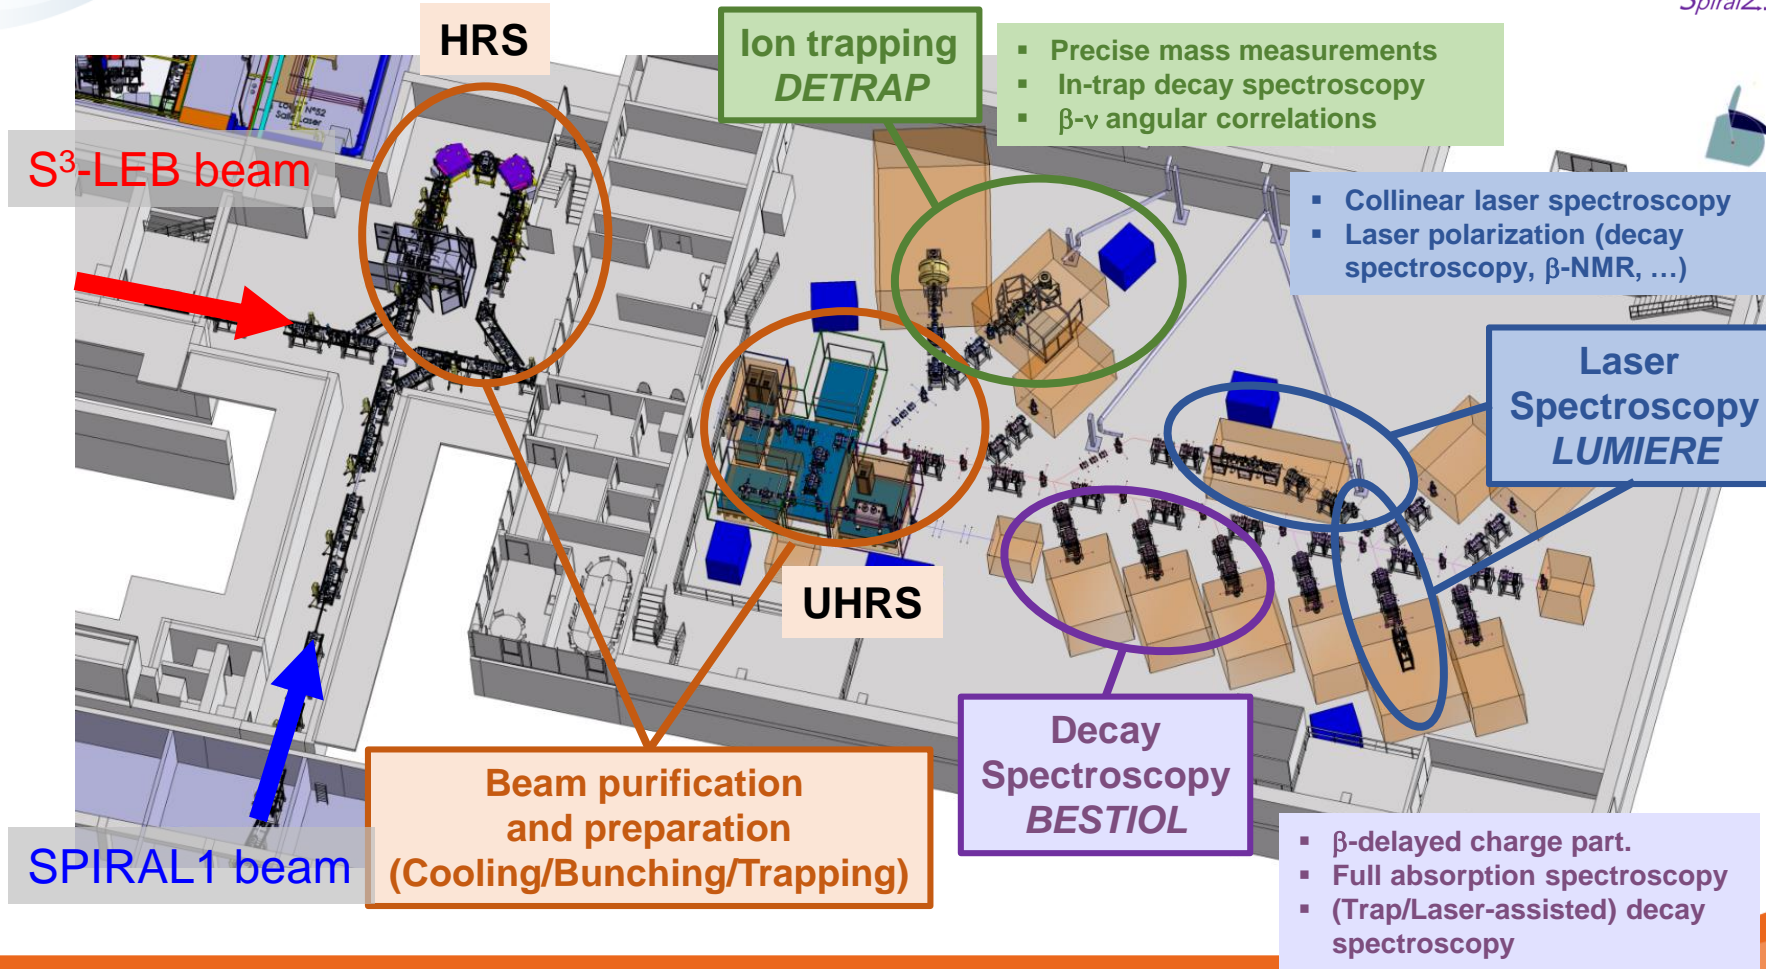 Spiral2
HRS
Ion trapping
DETRAP
▪ Precise mass measurements
▪ In-trap decay spectroscopy
▪ β-ν angular correlations
S³-LEB beam
N°52
▪ Collinear laser spectroscopy
▪ Laser polarization (decay
spectroscopy, β-NMR, …)
Laser
Spectroscopy
LUMIERE
UHRS
Decay
Spectroscopy
BESTIOL
Beam purification
and preparation
(Cooling/Bunching/Trapping)
SPIRAL1 beam
▪ β-delayed charge part.
▪ Full absorption spectroscopy
▪ (Trap/Laser-assisted) decay
spectroscopy